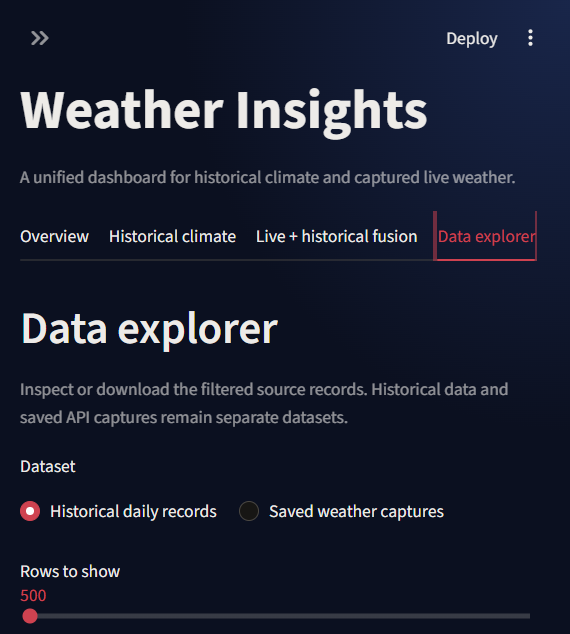 Deploy
Weather Insights
A unified dashboard for historical climate and captured live weather.
Overview Historical climate Live + historical fusion Data explorer
Data explorer
Inspect or download the filtered source records. Historical data and
saved API captures remain separate datasets.
Dataset
Historical daily records Saved weather captures
Rows to show
500